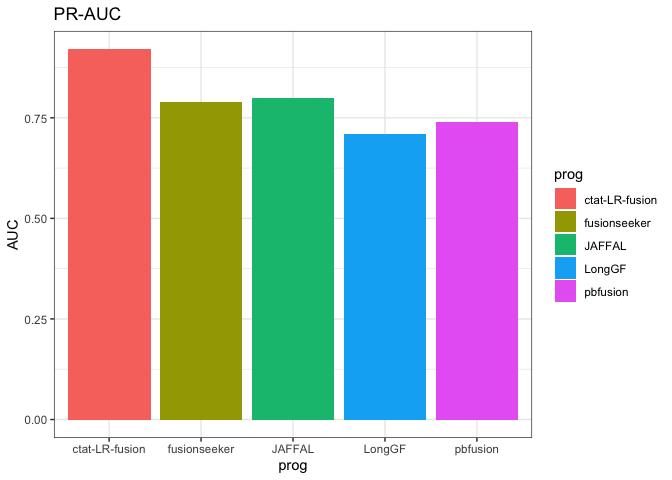 PR-AUC
AUC
0.75
0.50
0.25
0.00
ctat-LR-fusion
fusionseeker
JAFFAL
LongGF
pbfusion
prog
prog
ctat-LR-fusion
fusionseeker
JAFFAL
LongGF
pbfusion